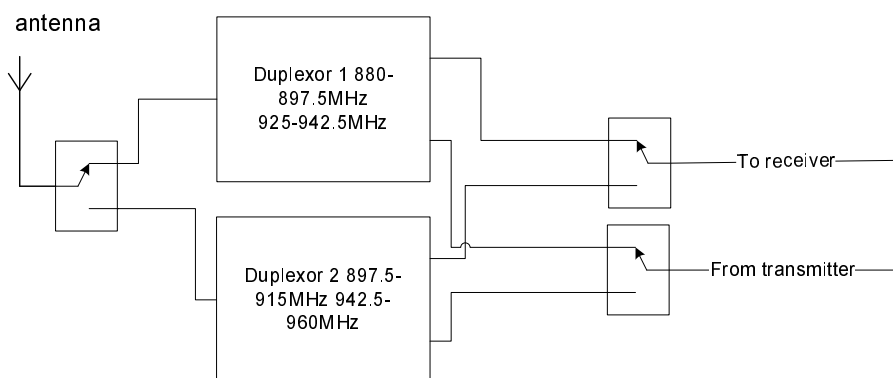 antenna
Duplexor 1 880-
897.5MHz
925-942.5MHz
To receiver
Duplexor 2 897.5-
915MHz 942.5-
960MHz
From transmitter